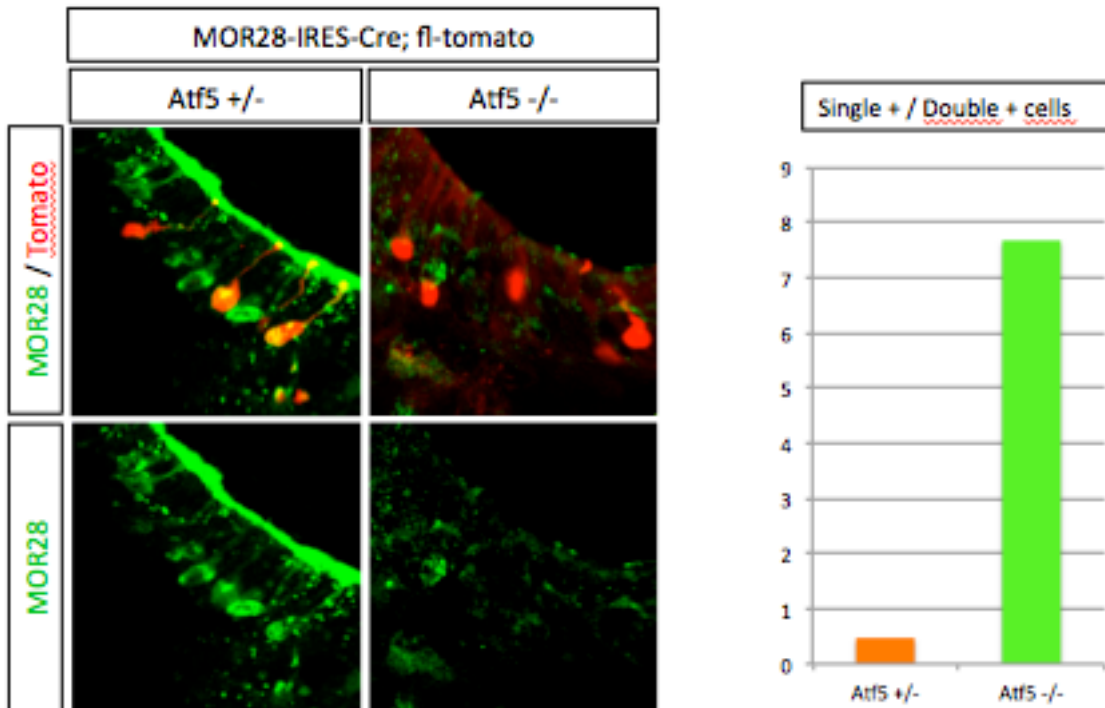 MOR28-IRES-Cre; fl-tomato
Atf5 +/-
Atf5 -/-
MOR28 / Tomato
MOR28
Single + / Double + cells
9
8
7
6
5
4
3
2
1
0
Atf5 +/-
Atf5 -/-